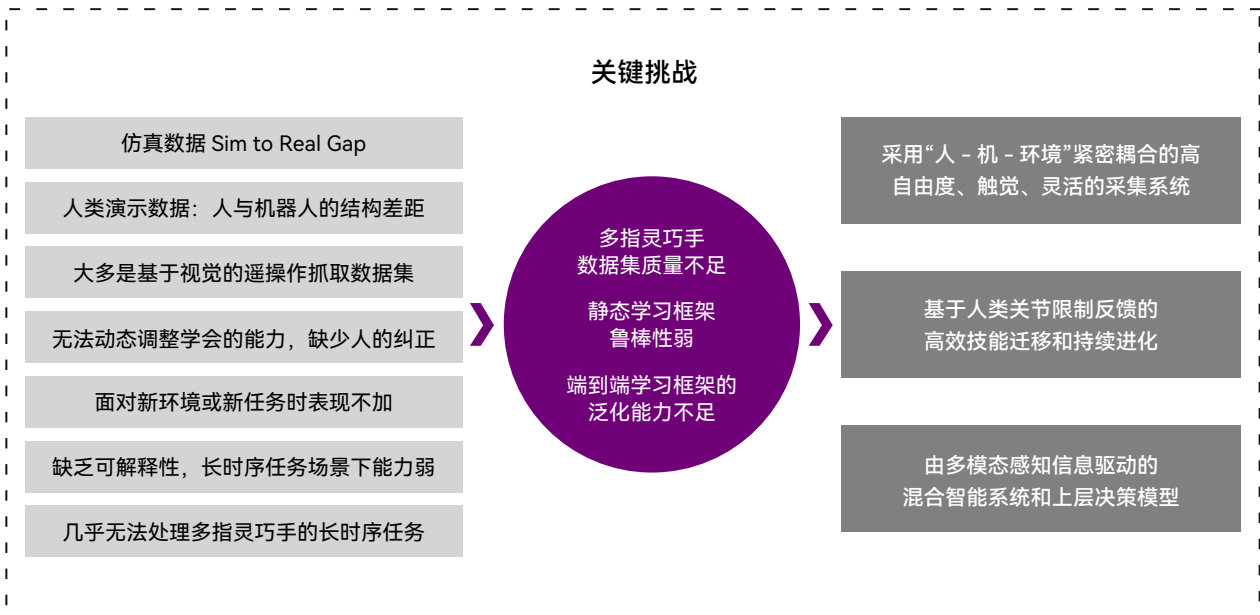 关键挑战
仿真数据 Sim to Real Gap
人类演示数据：人与机器人的结构差距
大多是基于视觉的遥操作抓取数据集
无法动态调整学会的能力，缺少人的纠正
面对新环境或新任务时表现不加
缺乏可解释性，长时序任务场景下能力弱
几乎无法处理多指灵巧手的长时序任务
多指灵巧手
数据集质量不足
静态学习框架
鲁棒性弱
端到端学习框架的
泛化能力不足
采用“人 - 机 - 环境”紧密耦合的高
自由度、触觉、灵活的采集系统
基于人类关节限制反馈的
高效技能迁移和持续进化
由多模态感知信息驱动的
混合智能系统和上层决策模型